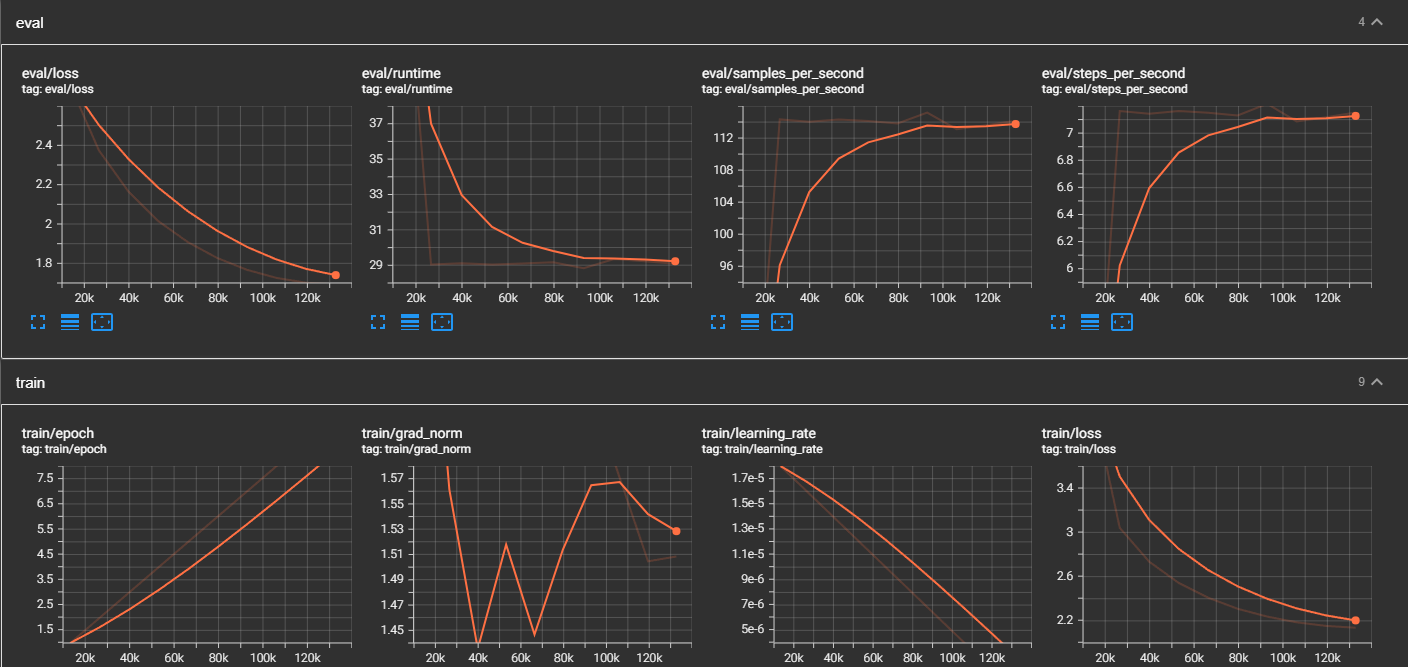 eval
4
eval/loss
tag: eval/loss
2.4
2.2
2
1.8
20k 40k 60k 80k 100k 120k
eval/runtime
tag: eval/runtime
37
35
33
31
29
20k 40k 60k 80k 100k 120k
eval/samples_per_second
tag: eval/samples_per_second
112
108
104
100
96
20k 40k 60k 80k 100k 120k
eval/steps_per_second
tag: eval/steps_per_second
7
6.8
6.6
6.4
6.2
6
20k 40k 60k 80k 100k 120k
train
9
train/epoch
tag: train/epoch
7.5
6.5
5.5
4.5
3.5
2.5
1.5
20k 40k 60k 80k 100k 120k
train/grad_norm
tag: train/grad_norm
1.57
1.55
1.53
1.51
1.49
1.47
1.45
20k 40k 60k 80k 100k 120k
train/learning_rate
tag: train/learning_rate
1.7e-5
1.5e-5
1.3e-5
1.1e-5
9e-6
7e-6
5e-6
20k 40k 60k 80k 100k 120k
train/loss
tag: train/loss
3.4
3
2.6
2.2
20k 40k 60k 80k 100k 120k